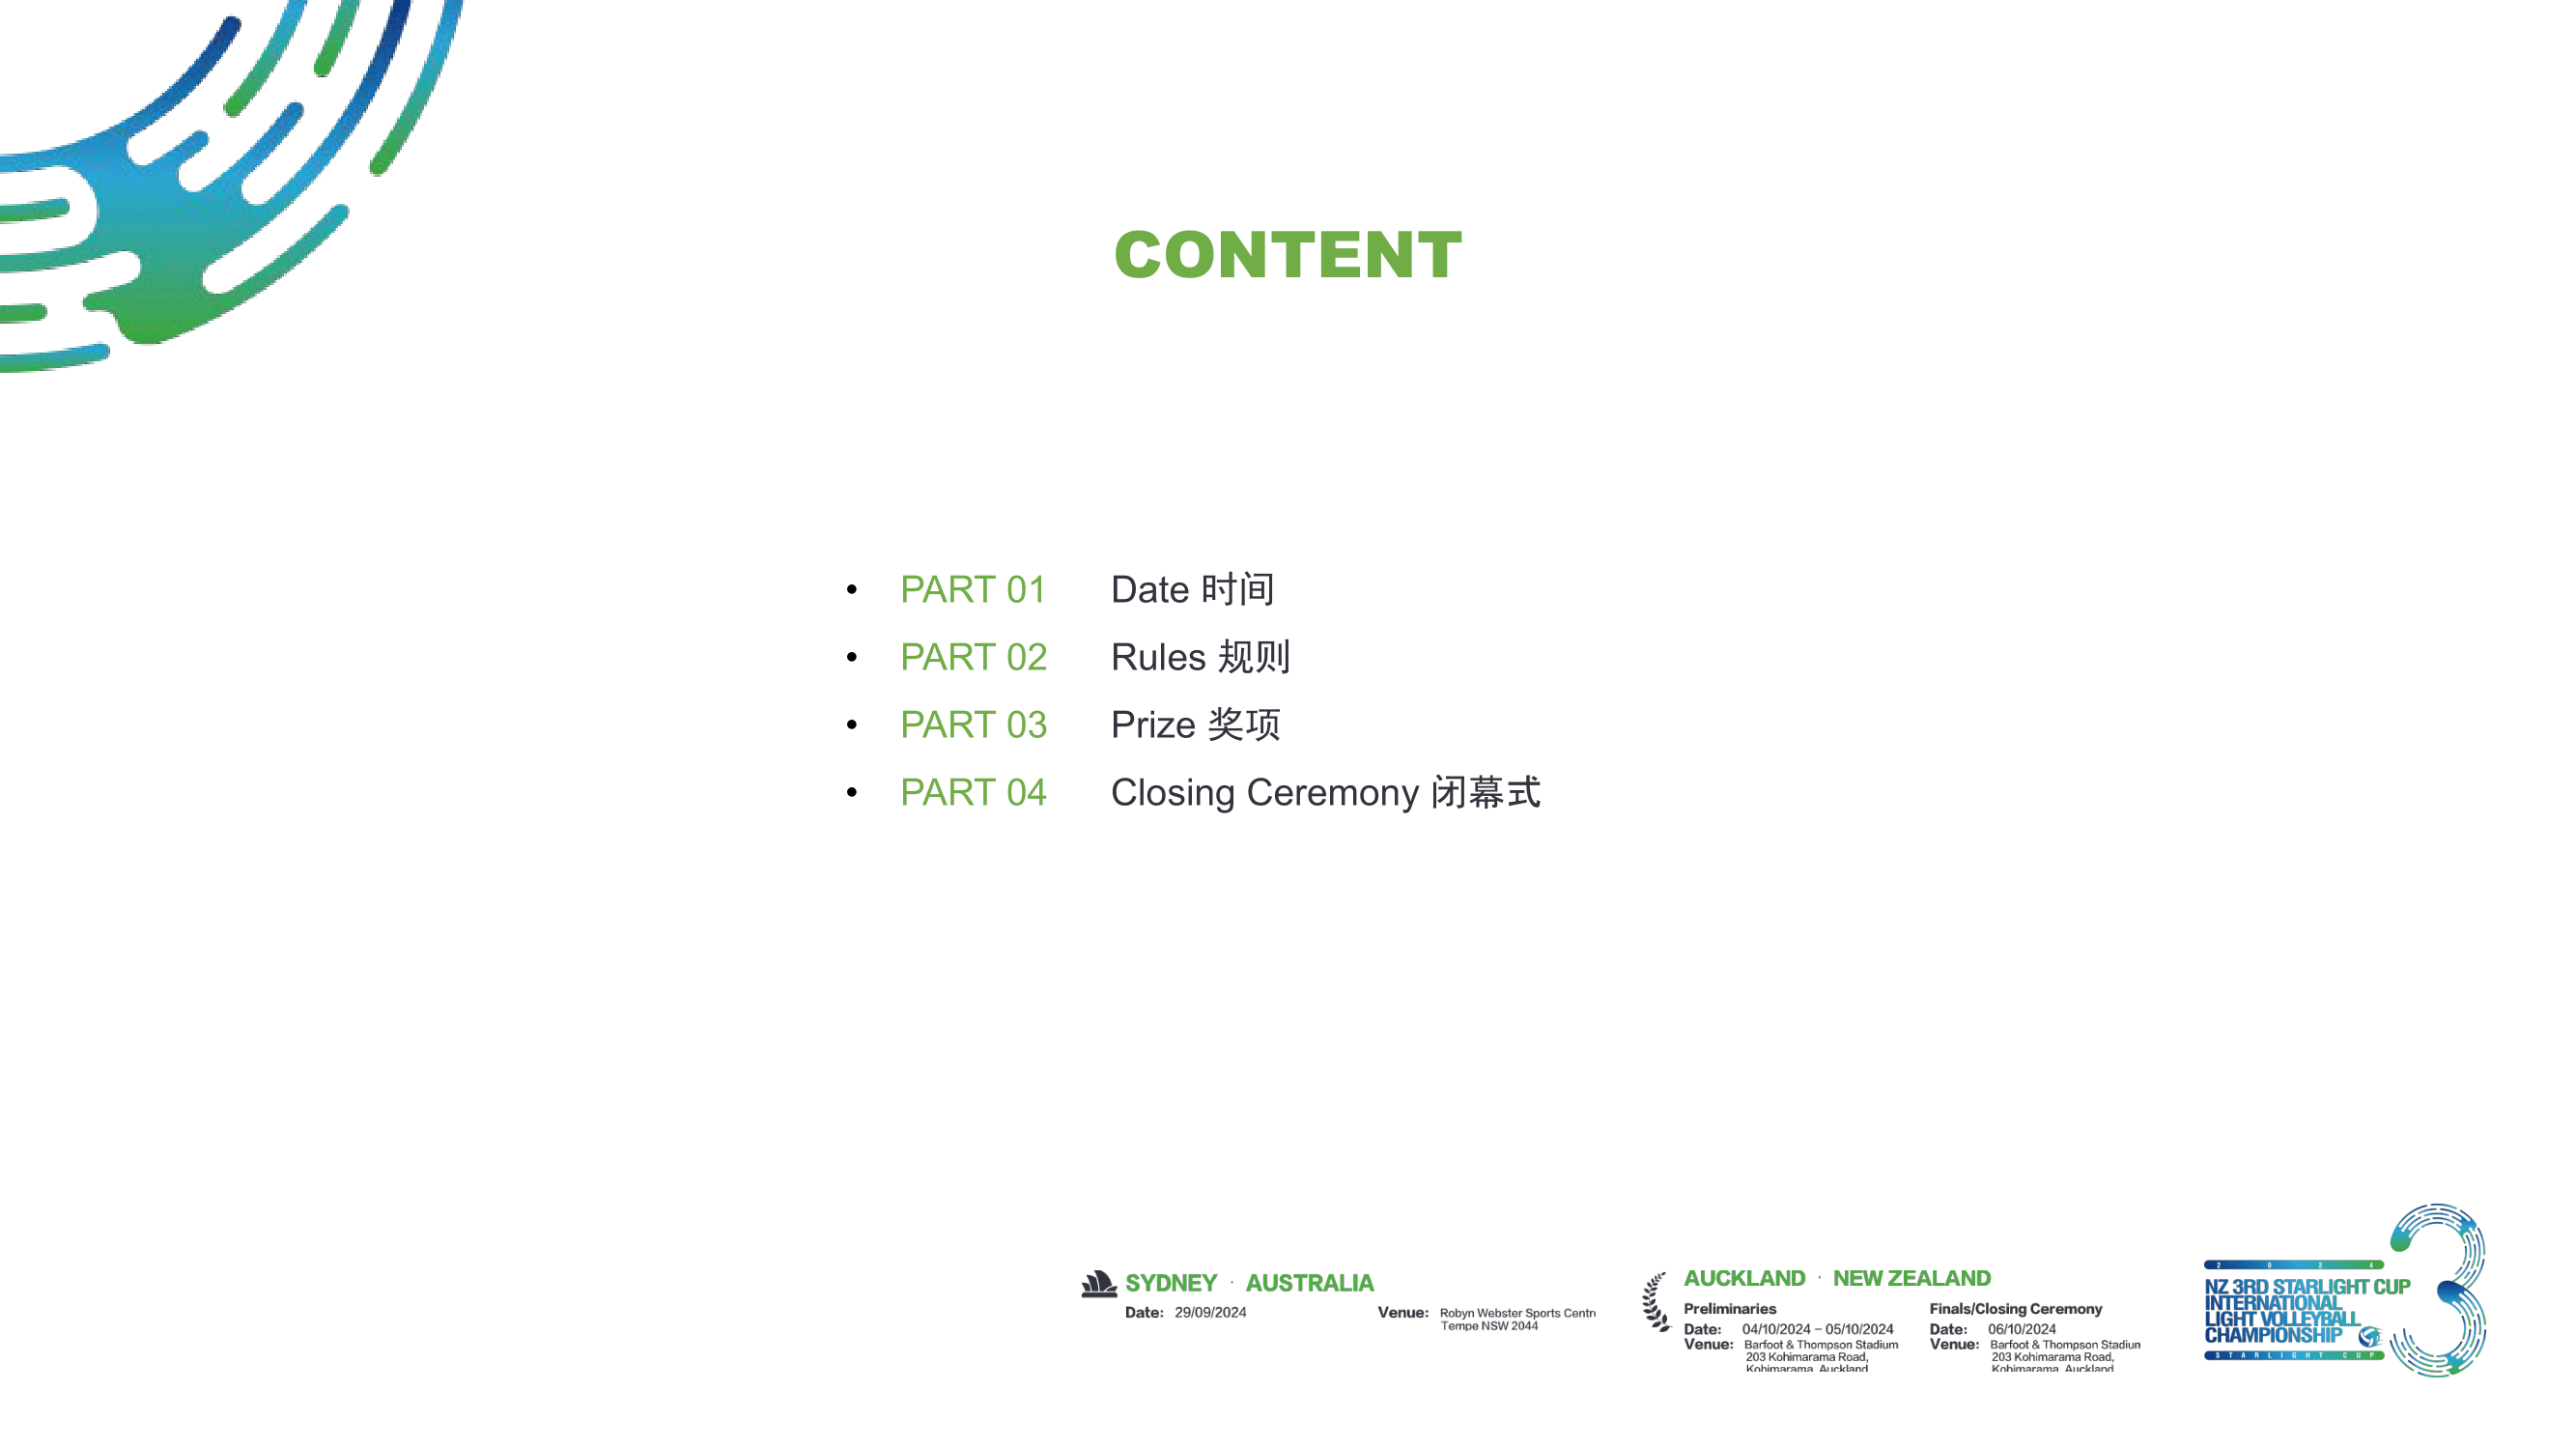 CONTENT
• PART 01 Date 时间
• PART 02 Rules 规则
• PART 03 Prize 奖项
• PART 04 Closing Ceremony 闭幕式
SYDNEY · AUSTRALIA
Date: 29/09/2024 Venue: Robyn Webster Sports Centre
Tempe NSW 2044
AUCKLAND · NEW ZEALAND
Preliminaries
Date: 04/10/2024 – 05/10/2024
Venue: Barfoot & Thompson Stadium
203 Kohimarama Road,
Kohimarama, Auckland
Finals/Closing Ceremony
Date: 06/10/2024
Venue: Barfoot & Thompson Stadium
203 Kohimarama Road,
Kohimarama, Auckland
2 0 2 4
NZ 3RD STARLIGHT CUP
INTERNATIONAL
LIGHT VOLLEYBALL
CHAMPIONSHIP
STARLIGHT CUP